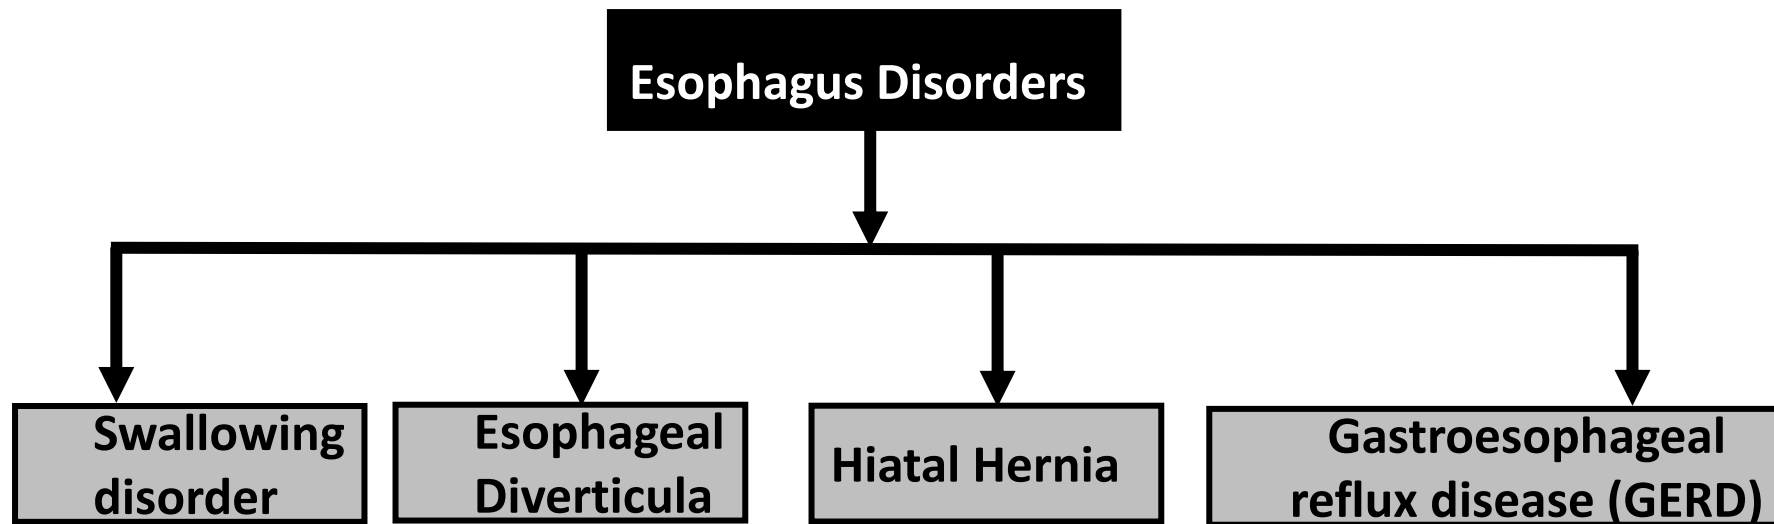 Esophagus Disorders
Swallowing
disorder
Esophageal
Diverticula
Hiatal Hernia
Gastroesophageal
reflux disease (GERD)